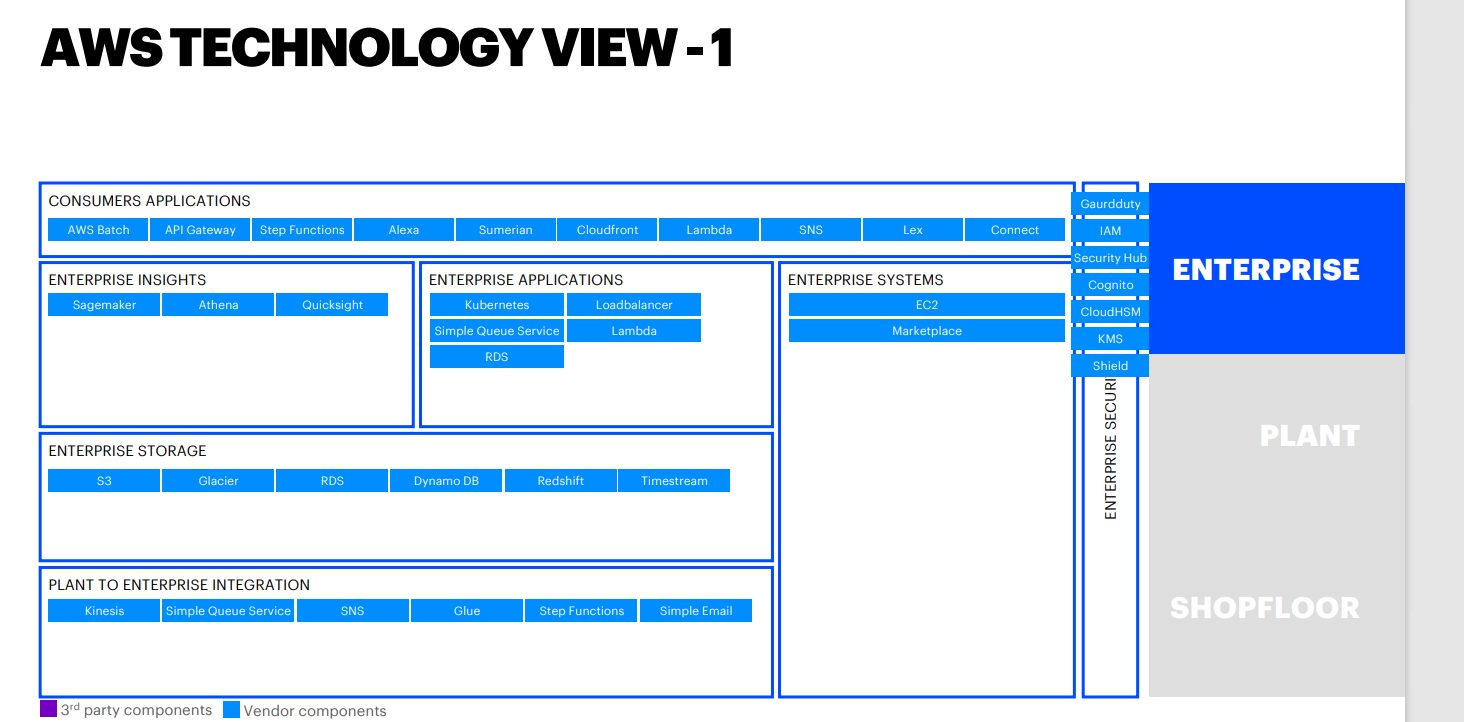 AWS TECHNOLOGY VIEW - 1
CONSUMERS APPLICATIONS
AWS Batch API Gateway Step Functions Alexa Sumerian Cloudfront Lambda SNS Lex Connect
ENTERPRISE INSIGHTS
Sagemaker Athena Quicksight
ENTERPRISE APPLICATIONS
Kubernetes Loadbalancer
Simple Queue Service Lambda
RDS
ENTERPRISE SYSTEMS
EC2
Marketplace
ENTERPRISE STORAGE
S3 Glacier RDS Dynamo DB Redshift Timestream
PLANT TO ENTERPRISE INTEGRATION
Kinesis Simple Queue Service SNS Glue Step Functions Simple Email
Gaurdduty
IAM
Security Hub
Cognito
CloudHSM
KMS
Shield
ENTERPRISE SECURI
ENTERPRISE
PLANT
SHOPFLOOR
3rd party components Vendor components